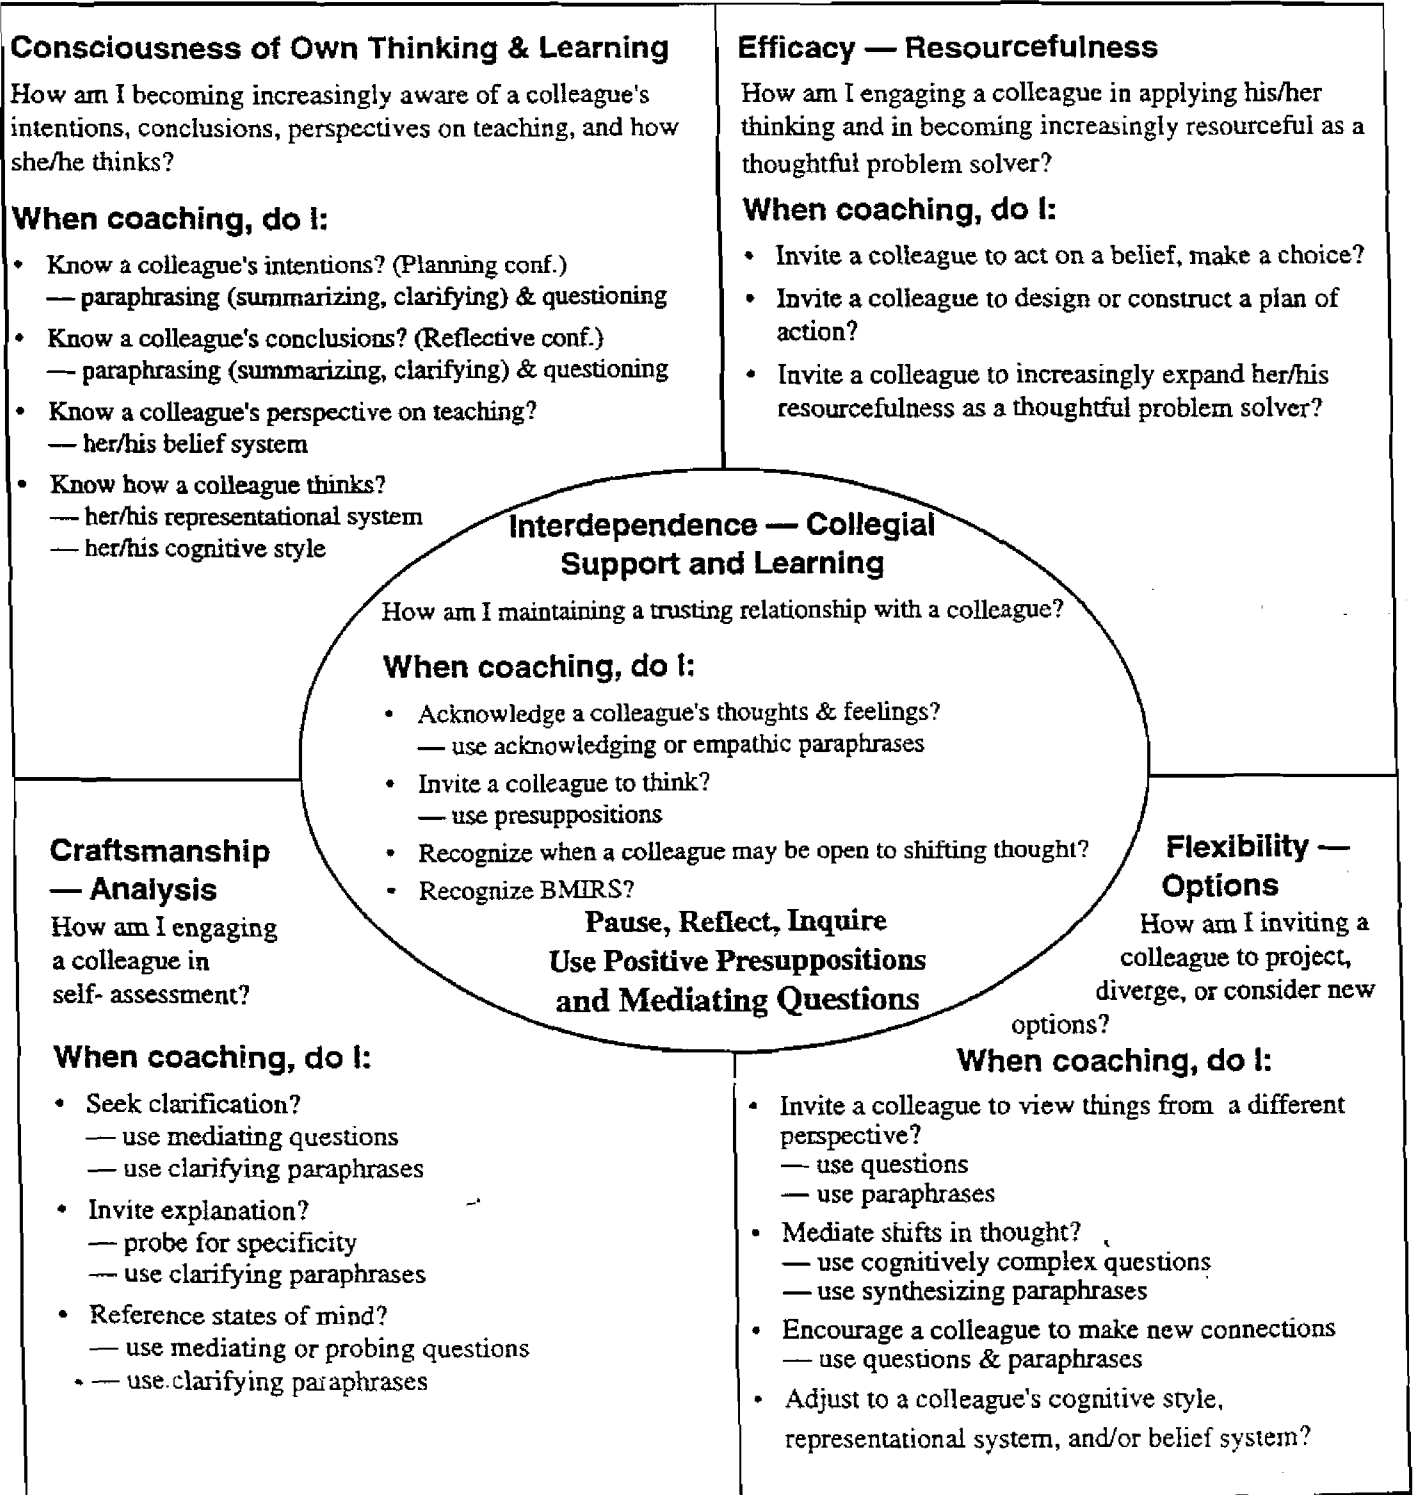 Consciousness of Own Thinking & Learning
How am I becoming increasingly aware of a colleague's
intentions, conclusions, perspectives on teaching, and how
she/he thinks?
When coaching, do I:
• Know a colleague's intentions? (Planning conf.)
— paraphrasing (summarizing, clarifying) & questioning
• Know a colleague's conclusions? (Reflective conf.)
— paraphrasing (summarizing, clarifying) & questioning
• Know a colleague's perspective on teaching?
— her/his belief system
• Know how a colleague thinks?
— her/his representational system
— her/his cognitive style
Efficacy — Resourcefulness
How am I engaging a colleague in applying his/her
thinking and in becoming increasingly resourceful as a
thoughtful problem solver?
When coaching, do I:
• Invite a colleague to act on a belief, make a choice?
• Invite a colleague to design or construct a plan of
action?
• Invite a colleague to increasingly expand her/his
resourcefulness as a thoughtful problem solver?
Interdependence — Collegial
Support and Learning
How am I maintaining a trusting relationship with a colleague?
When coaching, do I:
• Acknowledge a colleague's thoughts & feelings?
— use acknowledging or empathic paraphrases
• Invite a colleague to think?
— use presuppositions
• Recognize when a colleague may be open to shifting thought?
• Recognize BMIRS?
Pause, Reflect, Inquire
Use Positive Presuppositions
and Mediating Questions
Craftsmanship
— Analysis
How am I engaging
a colleague in
self- assessment?
When coaching, do I:
• Seek clarification?
— use mediating questions
— use clarifying paraphrases
• Invite explanation?
— probe for specificity
— use clarifying paraphrases
• Reference states of mind?
— use mediating or probing questions
— use clarifying paraphrases
Flexibility —
Options
How am I inviting a
colleague to project,
diverge, or consider new
options?
When coaching, do I:
• Invite a colleague to view things from a different
perspective?
— use questions
— use paraphrases
• Mediate shifts in thought?
— use cognitively complex questions
— use synthesizing paraphrases
• Encourage a colleague to make new connections
— use questions & paraphrases
• Adjust to a colleague's cognitive style,
representational system, and/or belief system?